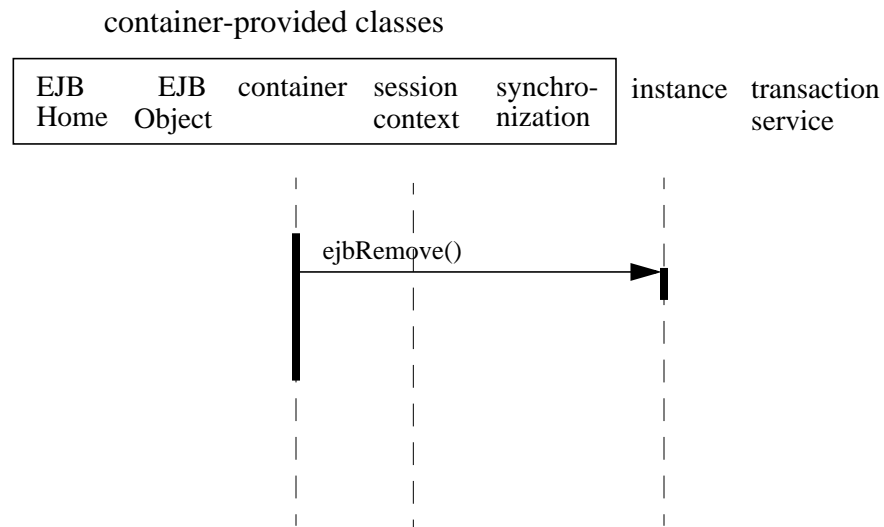 container-provided classes
EJB EJB container session synchro- instance transaction
Home Object context nization service
ejbRemove()